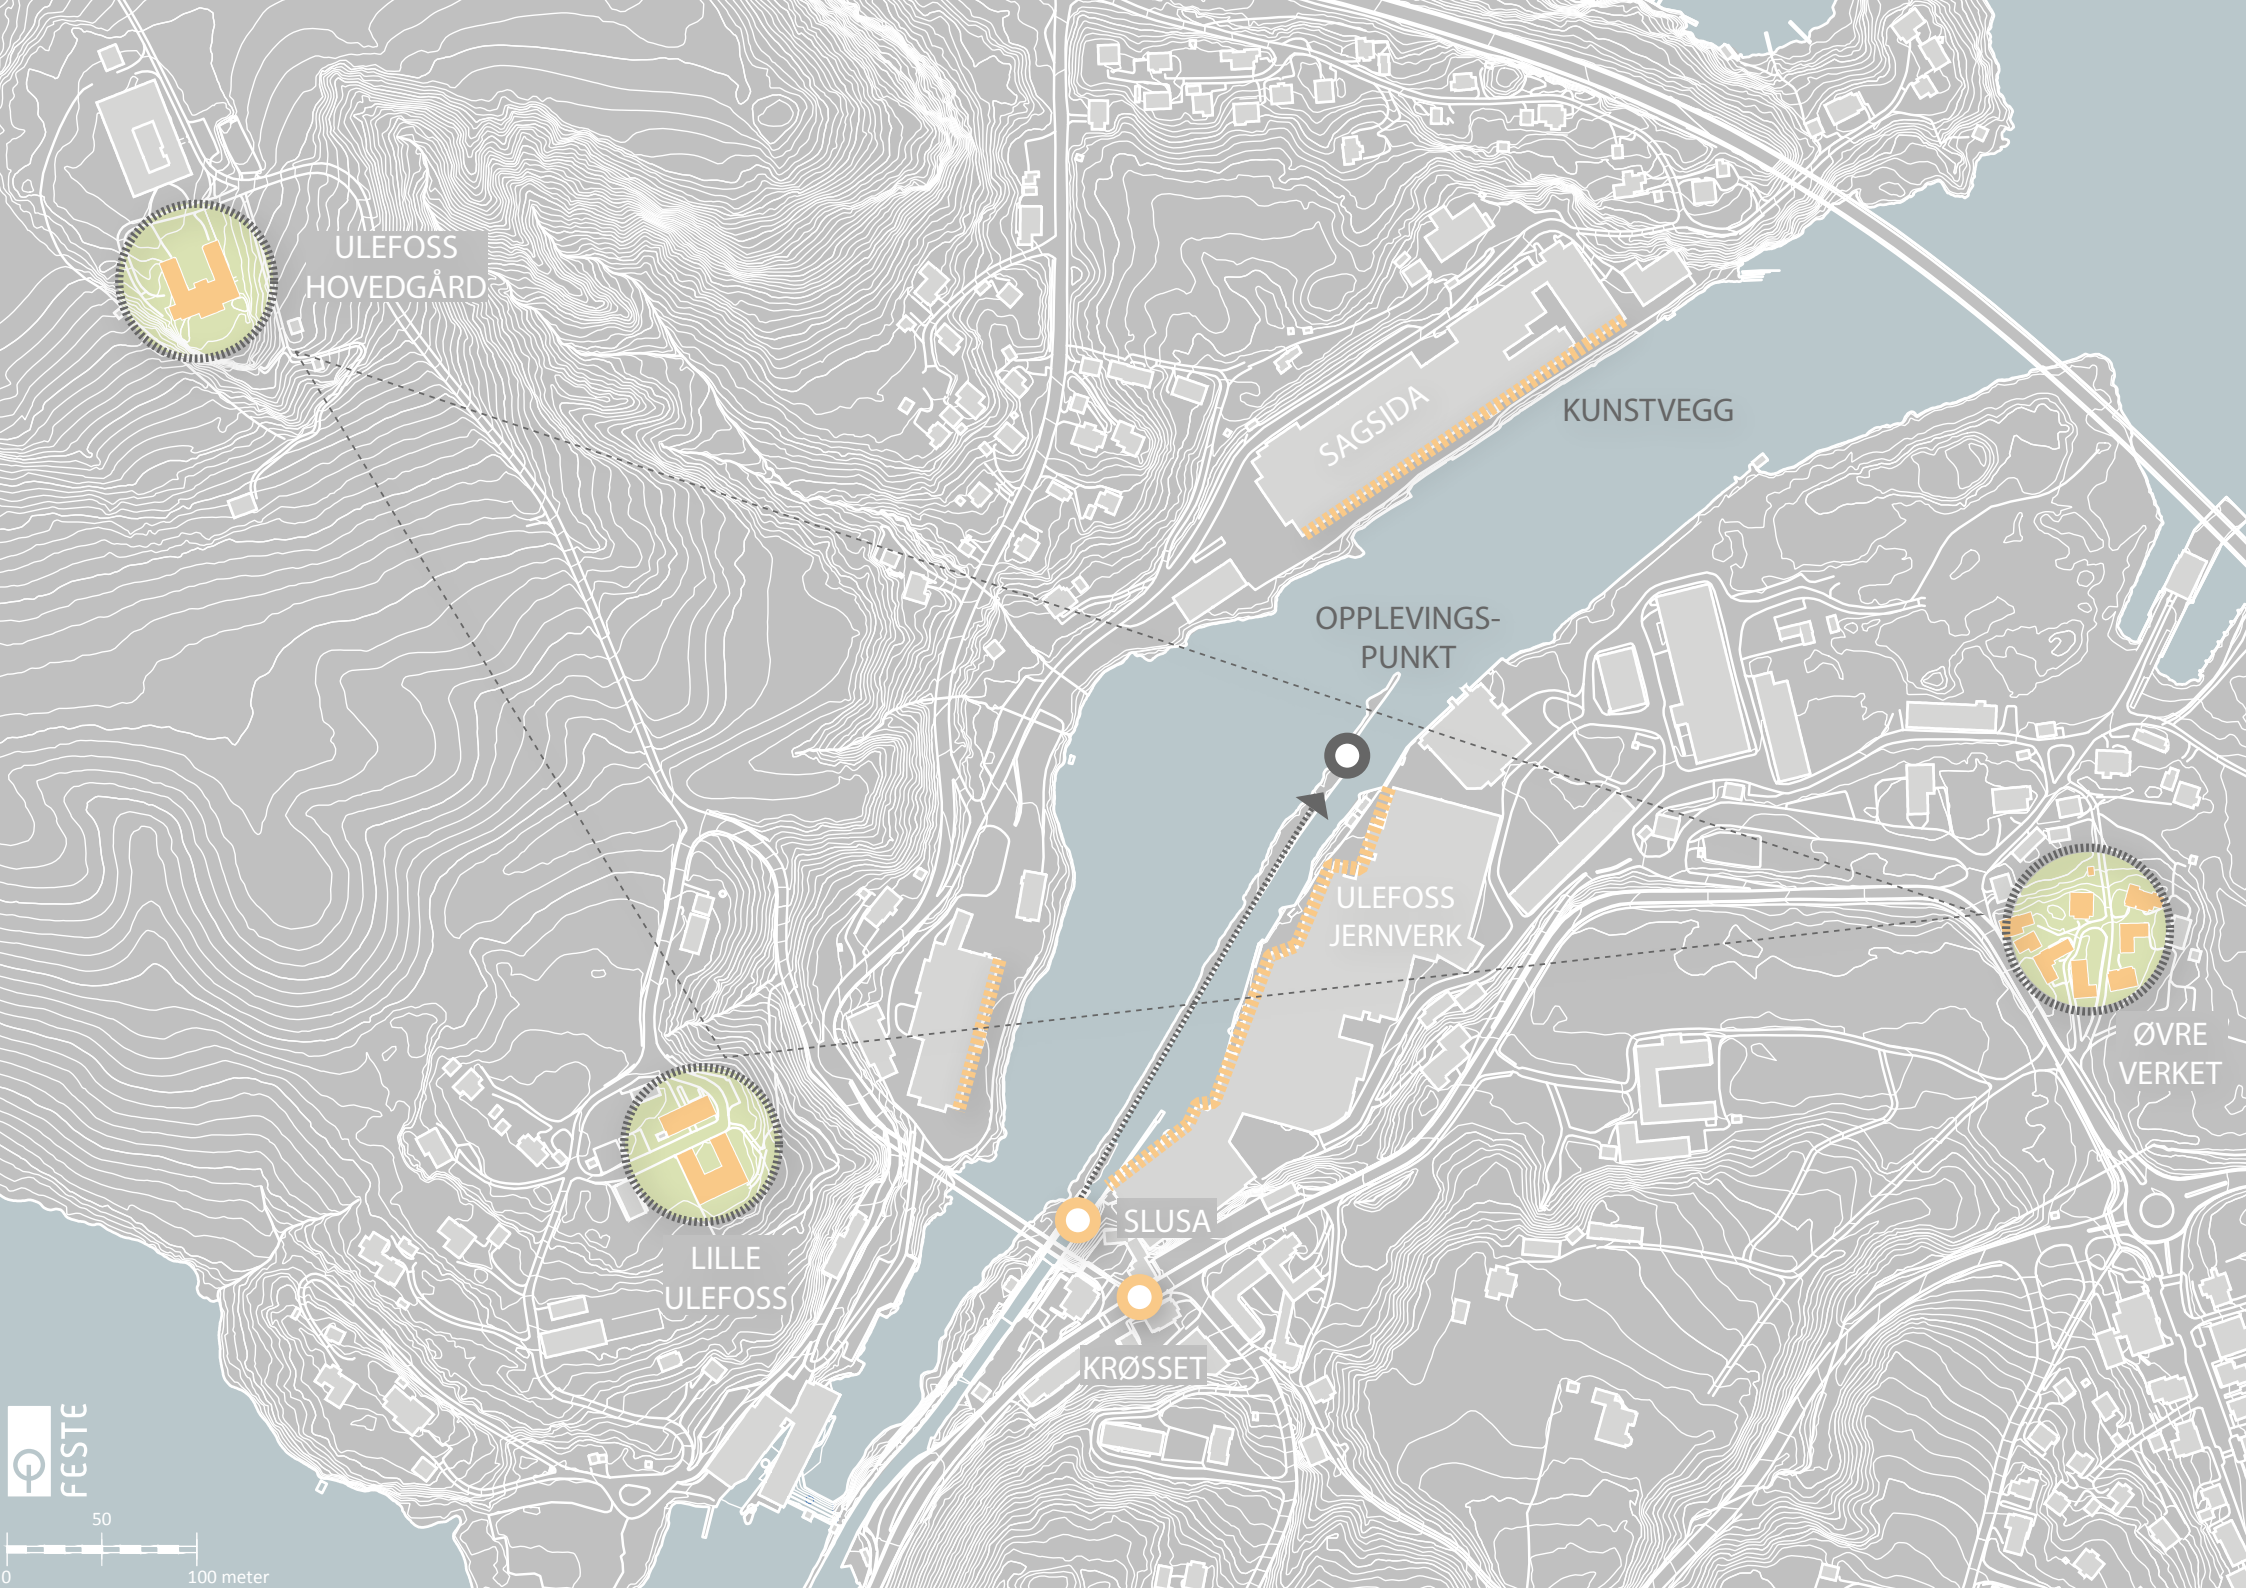 ULEFOSS
HOVEDGÅRD
SAGSIDA
KUNSTVEGG
OPPLEVINGS-
PUNKT
ULEFOSS
JERNVERK
ØVRE
VERKET
SLUSA
LILLE
ULEFOSS
KRØSSET
FESTE
50
0
100 meter